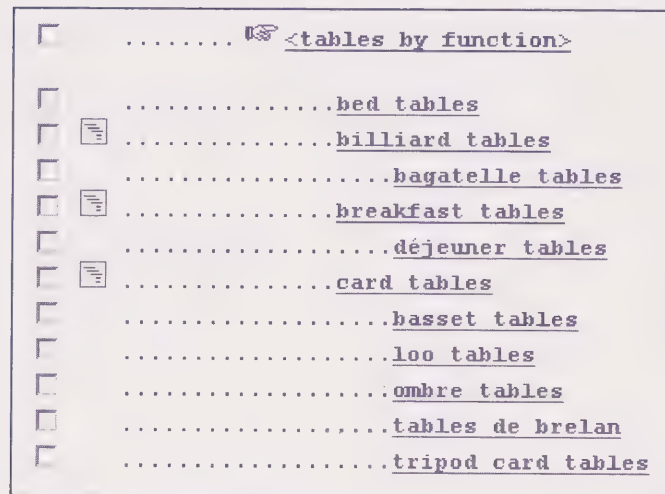 ........ <tables by function>
...............bed tables
...............billiard tables
...................bagatelle tables
...............breakfast tables
...................déjeuner tables
...............card tables
...................basset tables
...................loo tables
...................ombre tables
...................tables de brelan
...................tripod card tables